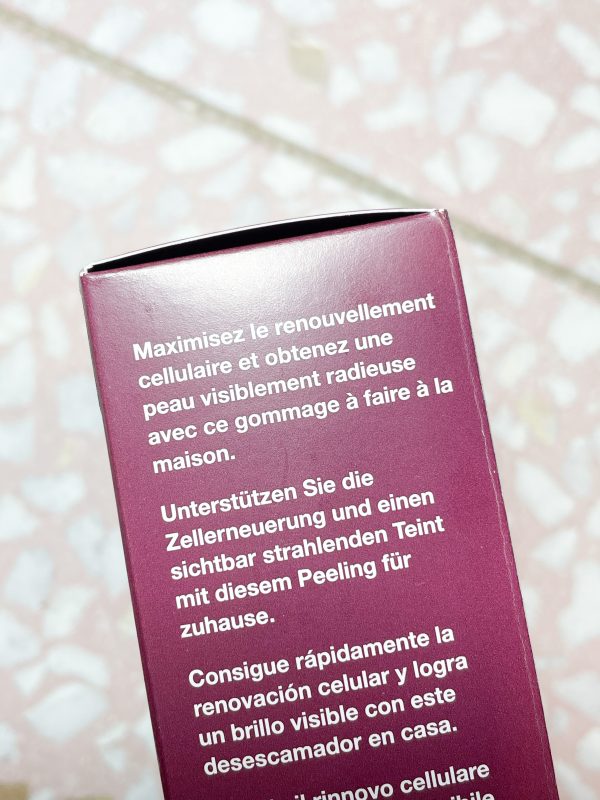 Maximisez le renouvellement
cellulaire et obtenez une
peau visiblement radieuse
avec ce gommage à faire à la
maison.
Unterstützen Sie die
Zellerneuerung und einen
sichtbar strahlenden Teint
mit diesem Peeling für
zuhause.
Consigue rápidamente la
renovación celular y logra
un brillo visible con este
desescamador en casa.
il rinnovo cellulare